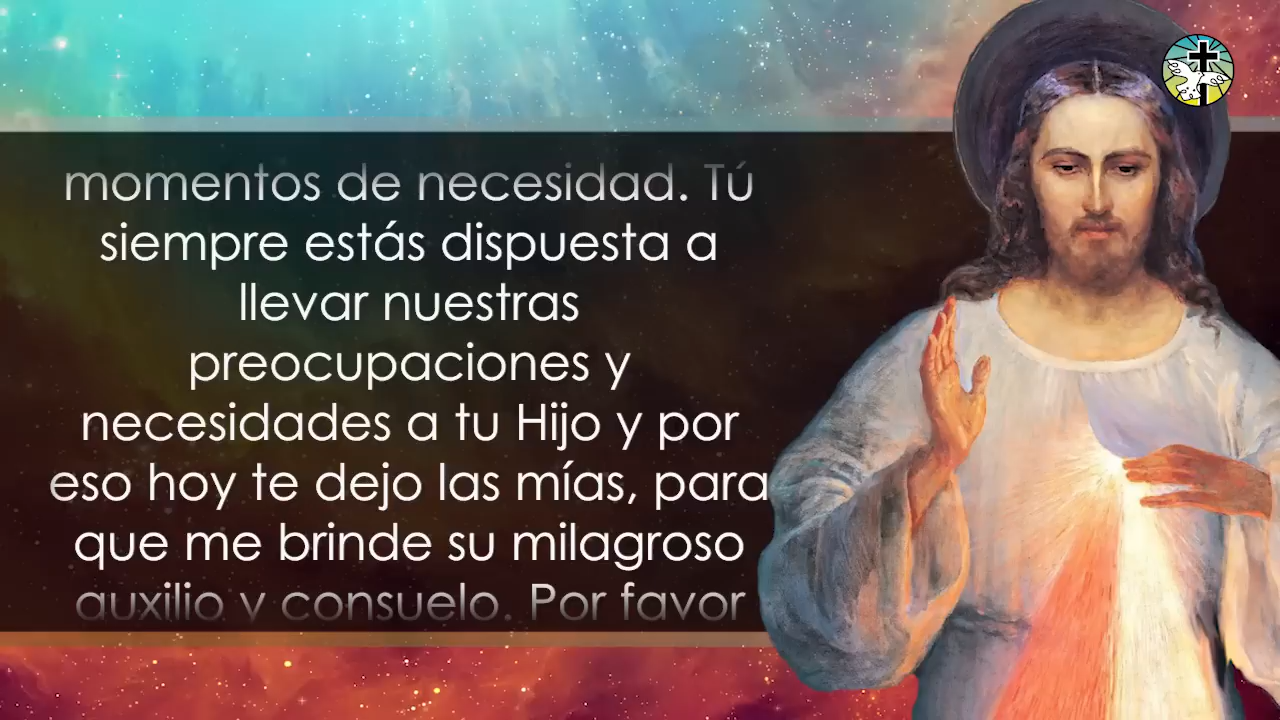 momentos de necesidad. Tú
siempre estás dispuesta a
llevar nuestras
preocupaciones y
necesidades a tu Hijo y por
eso hoy te dejo las mías, para
que me brinde su milagroso
auxilio y consuelo. Por favor